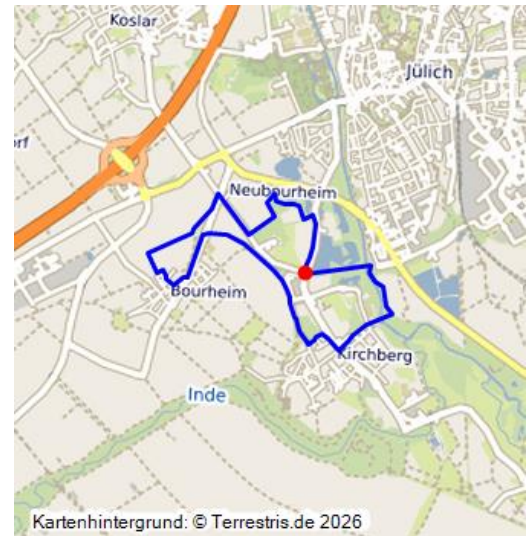 Koslar
Jülich
rf
Neubourheim
Bourheim
Kirchberg
Inde
Kartenhintergrund: © Terrestris.de 2026